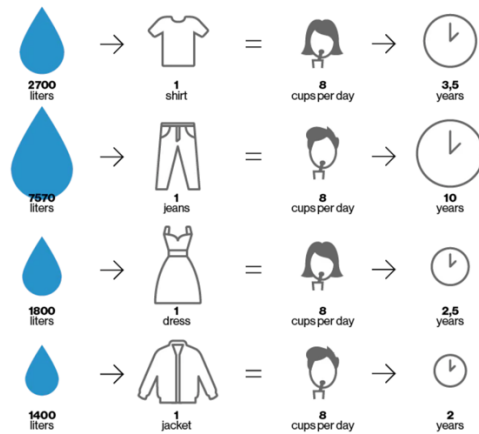 2700
liters
1
shirt
8
cups per day
3,5
years
7570
liters
1
jeans
8
cups per day
10
years
1800
liters
1
dress
8
cups per day
2,5
years
1400
liters
1
jacket
8
cups per day
2
years